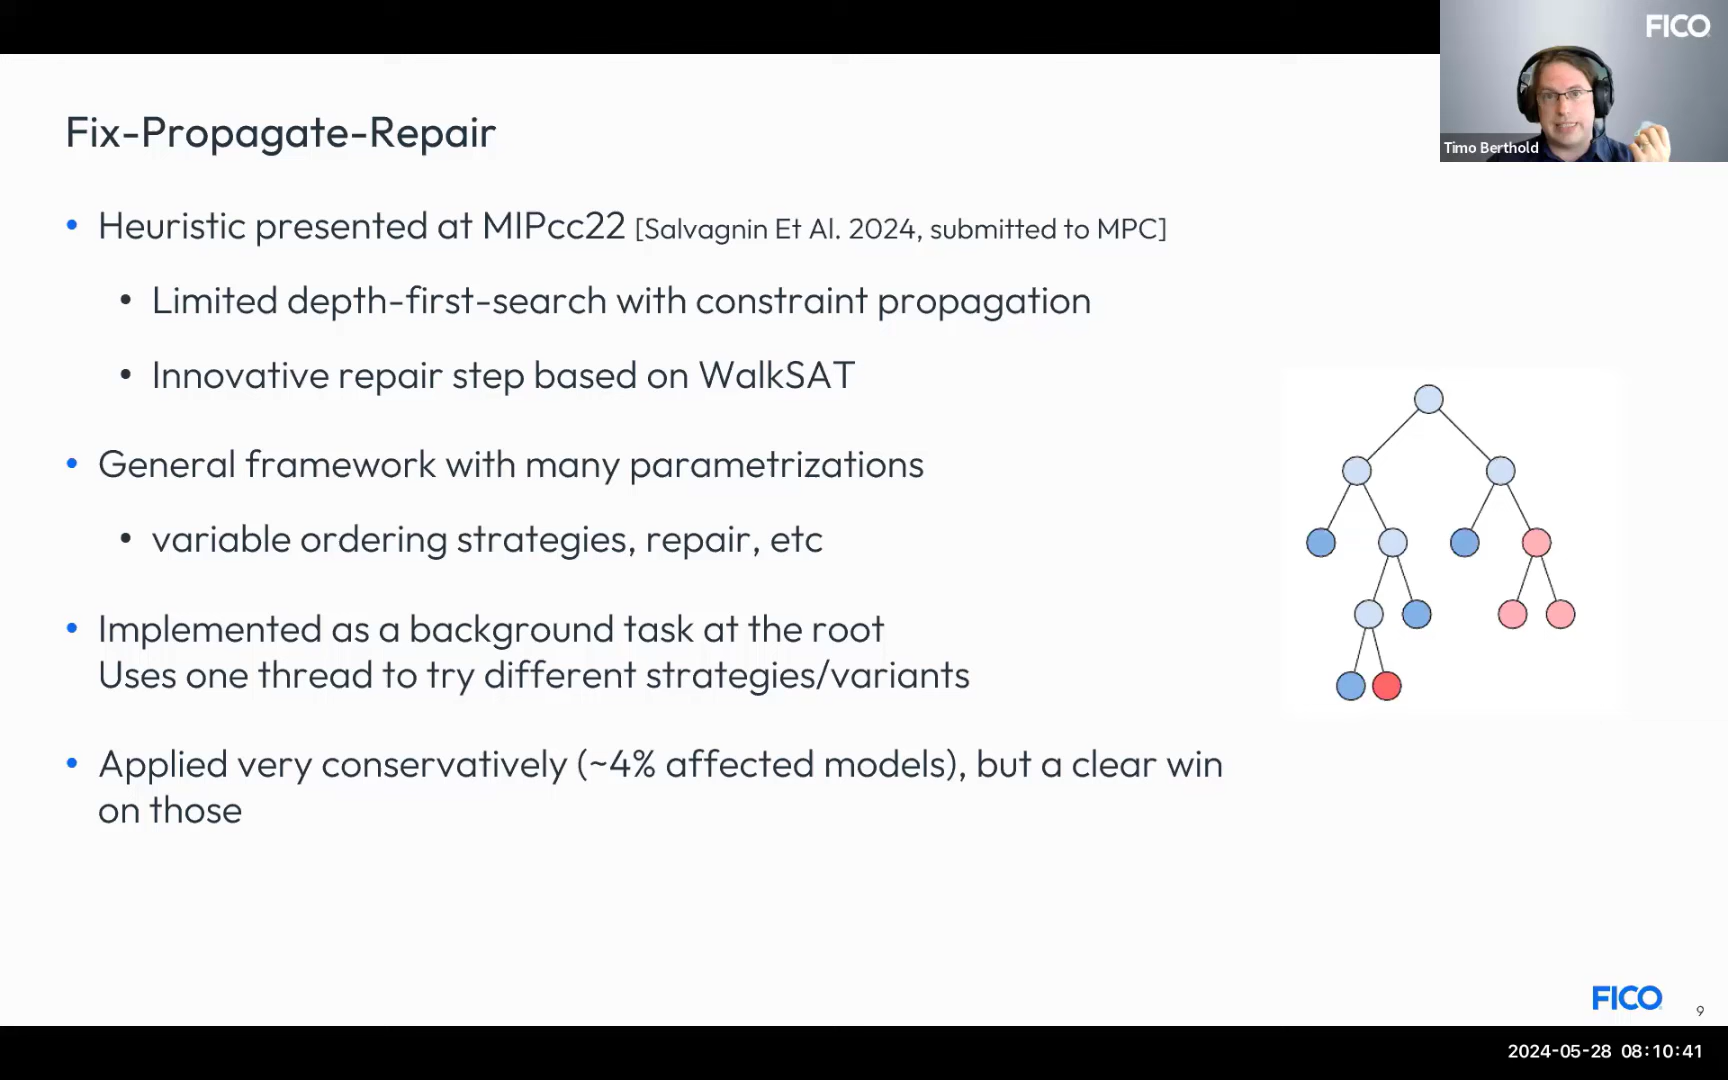 FICO
Timo Berthold
Fix-Propagate-Repair
• Heuristic presented at MIPcc22 [Salvagnin Et Al. 2024, submitted to MPC]
• Limited depth-first-search with constraint propagation
• Innovative repair step based on WalkSAT
• General framework with many parametrizations
• variable ordering strategies, repair, etc
• Implemented as a background task at the root
Uses one thread to try different strategies/variants
• Applied very conservatively (~4% affected models), but a clear win
on those
FICO
9
2024-05-28 08:10:41